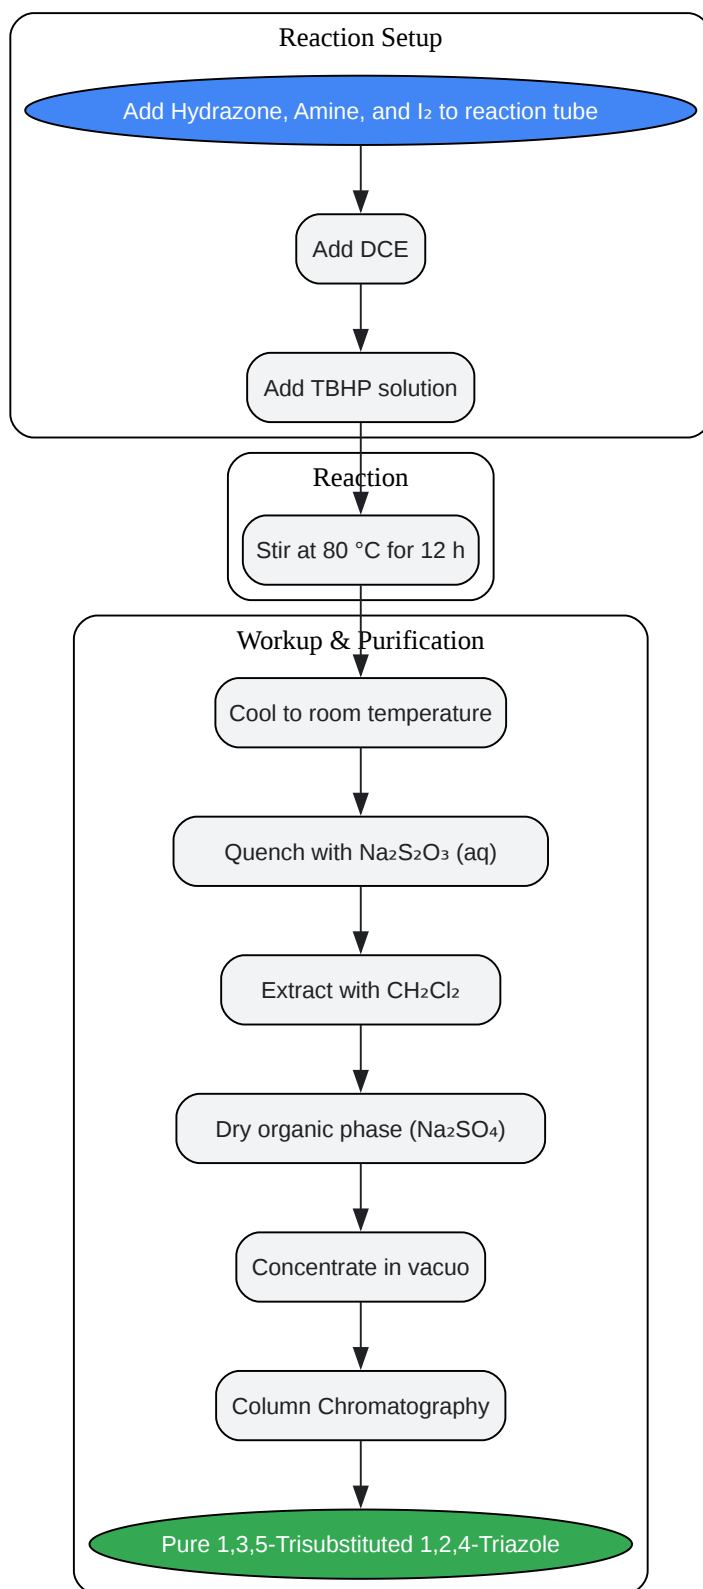 Reaction Setup
Add Hydrazone, Amine, and I₂ to reaction tube
Add DCE
Add TBHP solution
Reaction
Stir at 80 °C for 12 h
Workup & Purification
Cool to room temperature
Quench with Na₂S₂O₃ (aq)
Extract with CH₂Cl₂
Dry organic phase (Na₂SO₄)
Concentrate in vacuo
Column Chromatography
Pure 1,3,5-Trisubstituted 1,2,4-Triazole